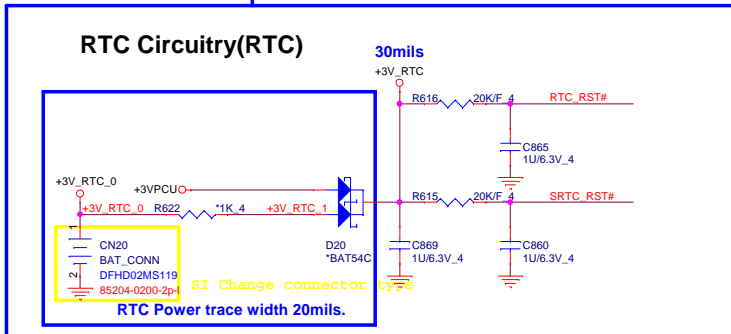 RTC Circuitry(RTC)
30mils
+3V_RTC
R616
20K/F_4
RTC_RST#
C865
1U/6.3V_4
+3V_RTC_0
+3VPCU
+3V_RTC_0
R622
*1K_4
+3V_RTC_1
R615
20K/F_4
SRTC_RST#
1
2
CN20
BAT_CONN
DFHD02MS119
85204-0200-2p-l
D20
*BAT54C
C869
1U/6.3V_4
C860
1U/6.3V_4
SI Change connector type
RTC Power trace width 20mils.